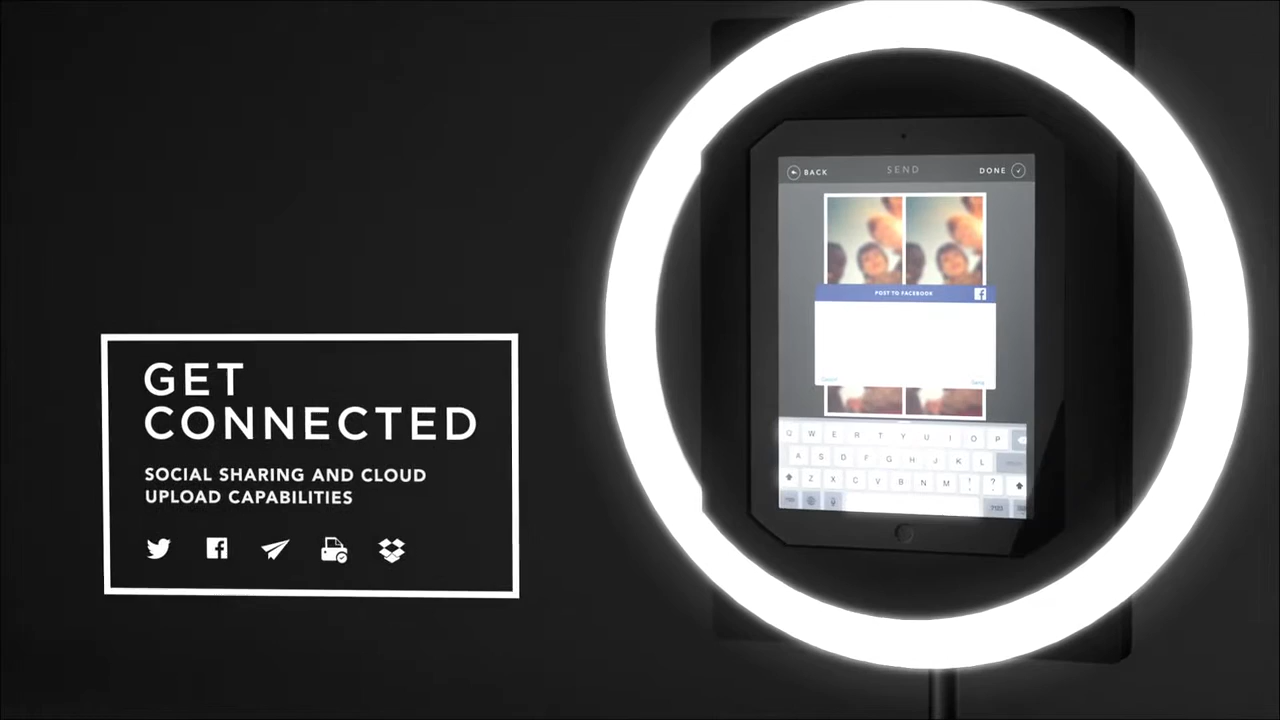 GET
CONNECTED
SOCIAL SHARING AND CLOUD
UPLOAD CAPABILITIES
BACK
SEND
DONE
POST TO FACEBOOK
Q W E R T Y U I O P
A S D F G H J K L
Z X C V B N M ! ?